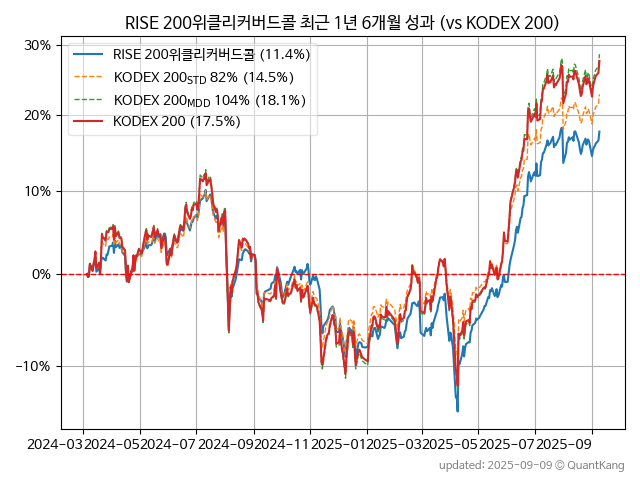 RISE 200위클리커버드콜 최근 1년 6개월 성과 (vs KODEX 200)
RISE 200위클리커버드콜 (11.4%)
KODEX 200STD 82% (14.5%)
KODEX 200MDD 104% (18.1%)
KODEX 200 (17.5%)
30%
20%
10%
0%
−10%
2024-03 2024-05 2024-07 2024-09 2024-11 2025-01 2025-03 2025-05 2025-07 2025-09
updated: 2025-09-09 © QuantKang